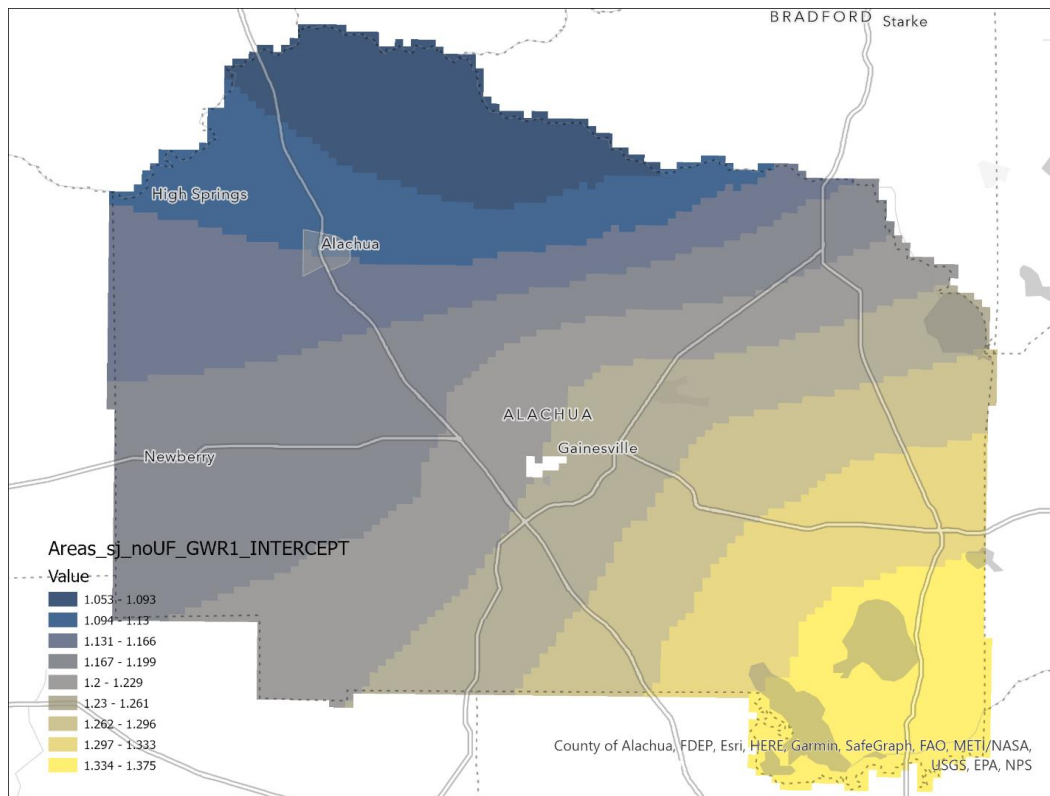 BRADFORD
Starke
High Springs
Alachua
ALACHUA
Gainesville
Newberry
Areas_sj_noUF_GWR1_INTERCEPT
Value
1.053 - 1.093
1.094 - 1.13
1.131 - 1.166
1.167 - 1.199
1.2 - 1.229
1.23 - 1.261
1.262 - 1.296
1.297 - 1.333
1.334 - 1.375
County of Alachua, FDEP, Esri, HERE, Garmin, SafeGraph, FAO, METI/NASA,
USGS, EPA, NPS